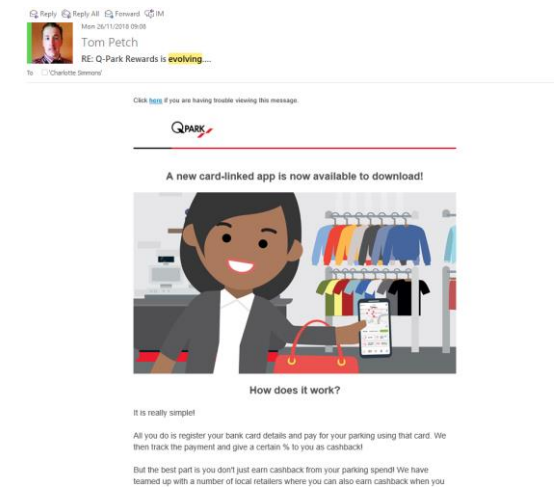 Reply Reply All Forward IM
Mon 26/11/2018 09:06
Tom Petch
RE: Q-Park Rewards is evolving....
To 'Charlotte Simmons'
Click here if you are having trouble viewing this message.
QPARK
A new card-linked app is now available to download!
How does it work?
It is really simple!
All you do is register your bank card details and pay for your parking using that card. We
then track the payment and give a certain % to you as cashback!
But the best part is you don't just earn cashback from your parking spend! We have
teamed up with a number of local retailers where you can also earn cashback when you